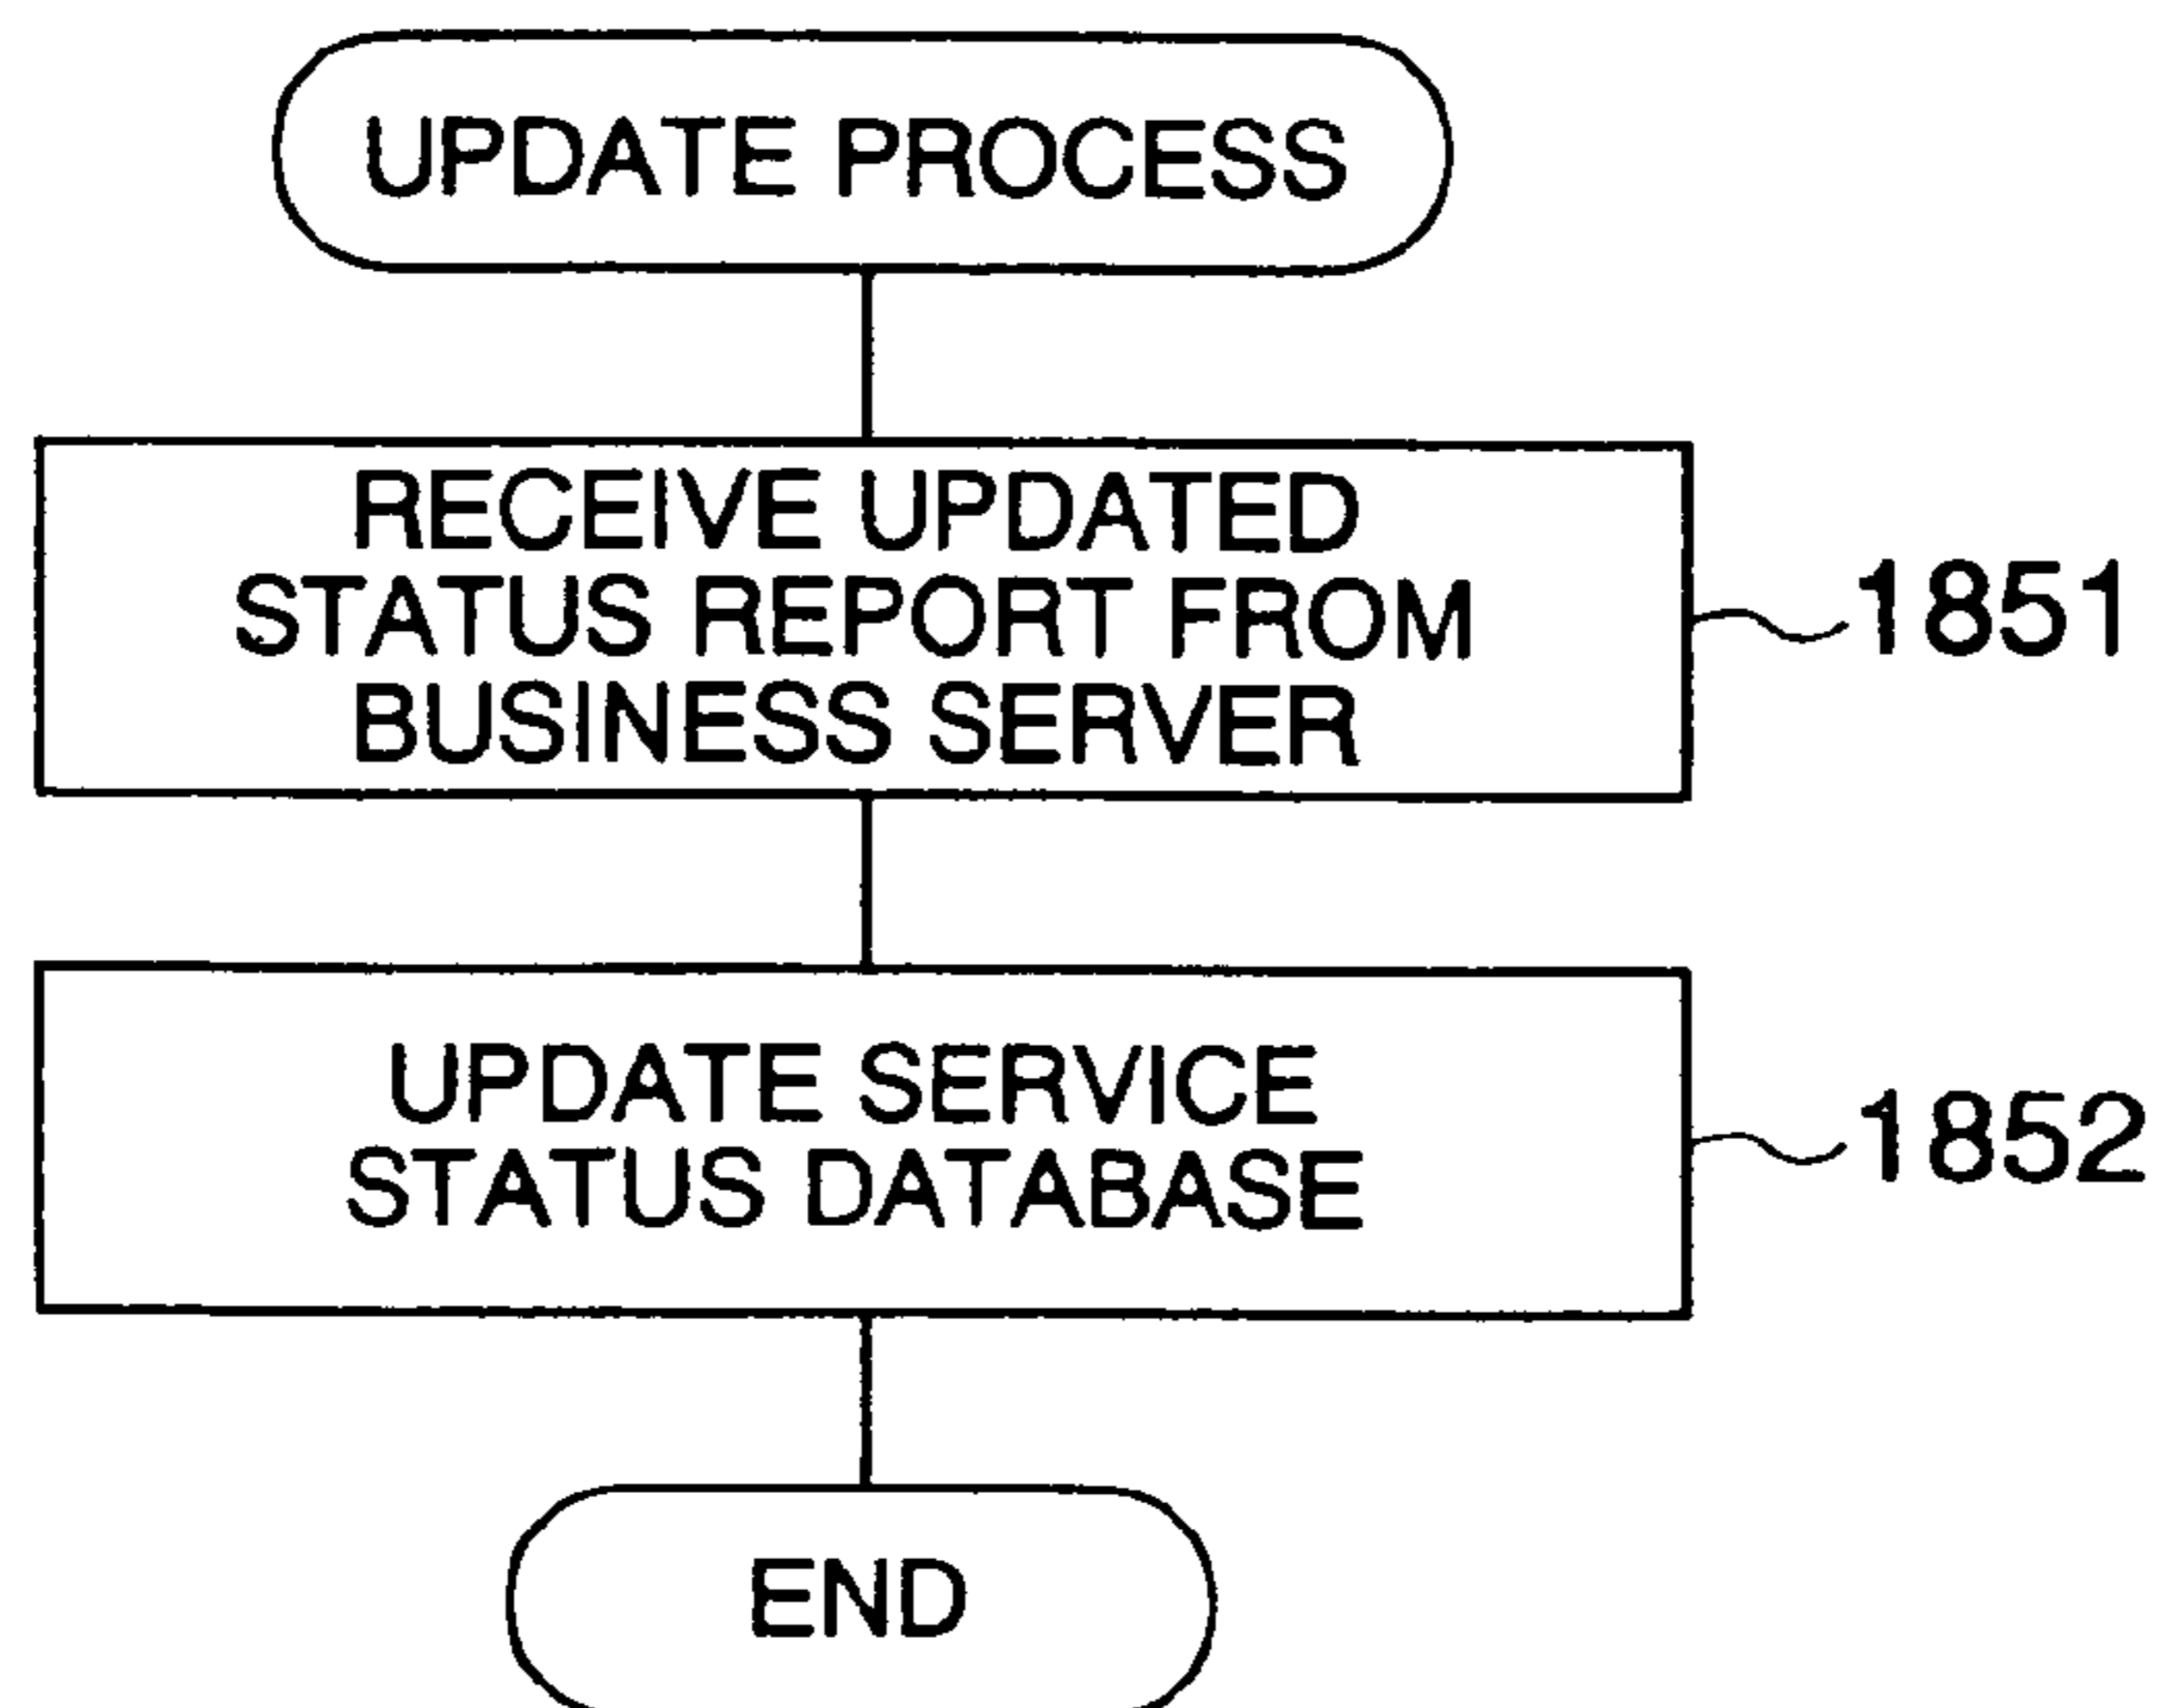 UPDATE PROCESS
RECEIVE UPDATED
STATUS REPORT FROM
BUSINESS SERVER
1851
UPDATE SERVICE
STATUS DATABASE
1852
END